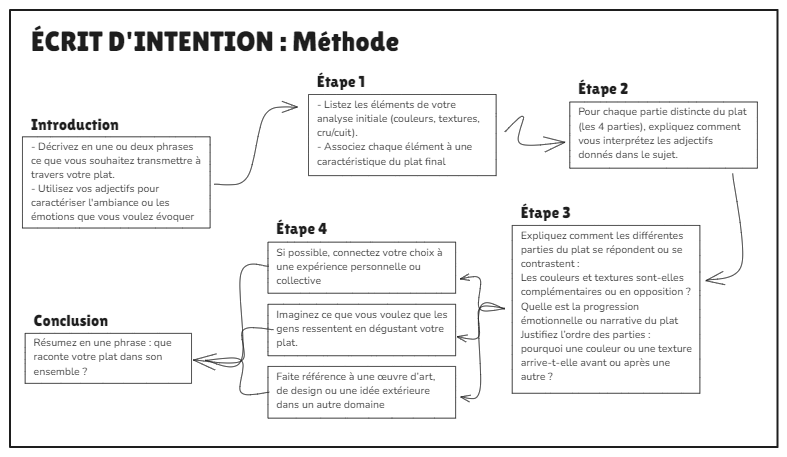 ÉCRIT D'INTENTION : Méthode
Introduction
- Décrivez en une ou deux phrases
ce que vous souhaitez transmettre à
travers votre plat.
- Utilisez vos adjectifs pour
caractériser l'ambiance ou les
émotions que vous voulez évoquer
Étape 1
- Listez les éléments de votre
analyse initiale (couleurs, textures,
cru/cuit).
- Associez chaque élément à une
caractéristique du plat final
Étape 2
Pour chaque partie distincte du plat
(les 4 parties), expliquez comment
vous interprétez les adjectifs
donnés dans le sujet.
Étape 3
Expliquez comment les différentes
parties du plat se répondent ou se
contrastent :
Les couleurs et textures sont-elles
complémentaires ou en opposition ?
Quelle est la progression
émotionnelle ou narrative du plat
Justifiez l'ordre des parties :
pourquoi une couleur ou une texture
arrive-t-elle avant ou après une
autre ?
Étape 4
Si possible, connectez votre choix à
une expérience personnelle ou
collective
Imaginez ce que vous voulez que les
gens ressentent en dégustant votre
plat.
Faite référence à une œuvre d'art,
de design ou une idée extérieure
dans un autre domaine
Conclusion
Résumez en une phrase : que
raconte votre plat dans son
ensemble ?